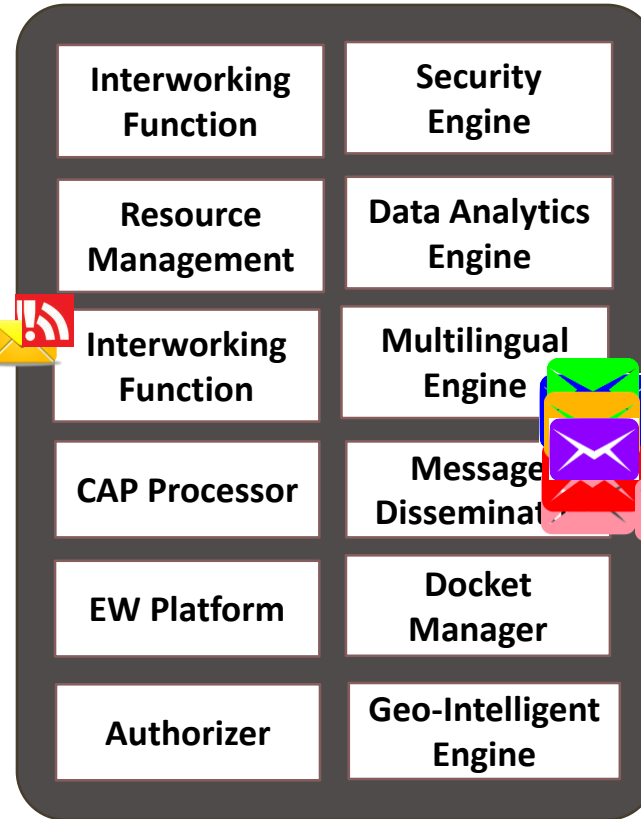 Interworking
Function
Security
Engine
Resource
Management
Data Analytics
Engine
Interworking
Function
Multilingual
Engine
CAP Processor
Message
EW Platform
Docket
Manager
Authorizer
Geo-Intelligent
Engine